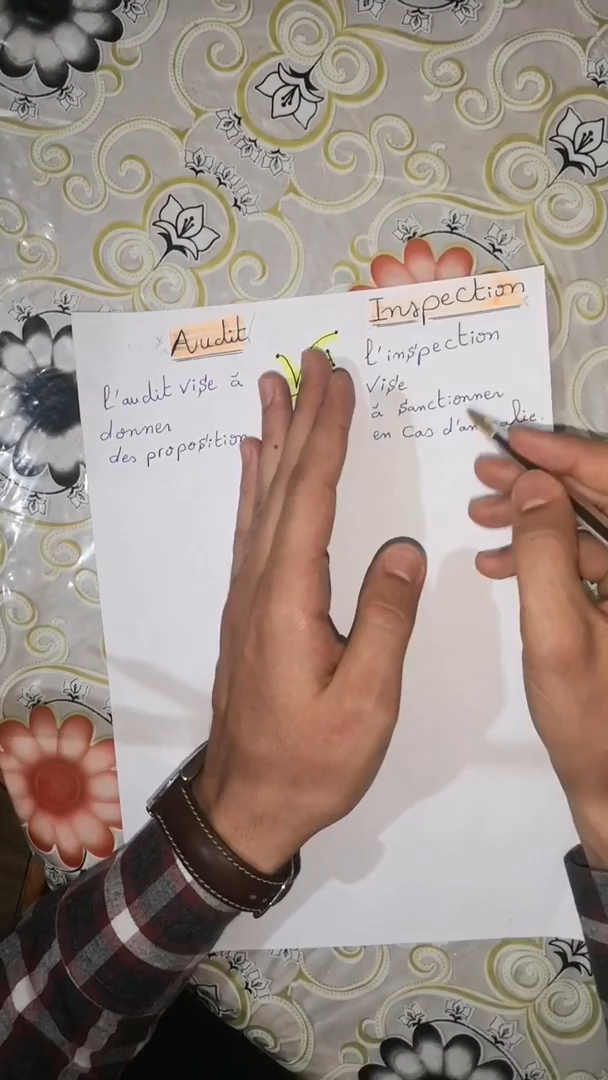 Audit
l'audit vise à
donner
des proposition
Inspection
l'inspection
vise
à sanctionner
en cas